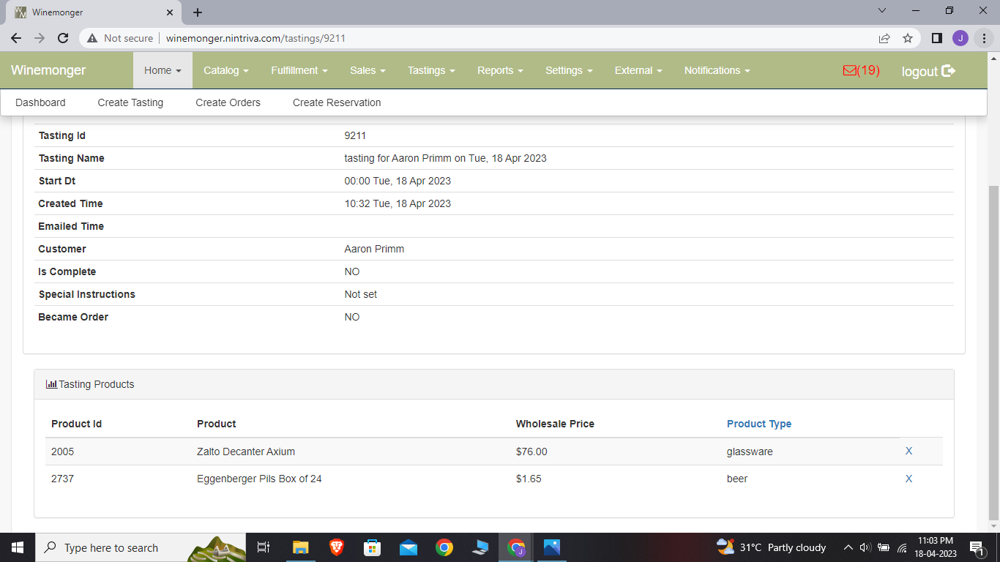 Winemonger
Not secure winemonger.nintriva.com/tastings/9211
J
Winemonger Home Catalog Fulfillment Sales Tastings Reports Settings External Notifications (19) logout
Dashboard Create Tasting Create Orders Create Reservation
Tasting Id 9211
Tasting Name tasting for Aaron Primm on Tue, 18 Apr 2023
Start Dt 00:00 Tue, 18 Apr 2023
Created Time 10:32 Tue, 18 Apr 2023
Emailed Time
Customer Aaron Primm
Is Complete NO
Special Instructions Not set
Became Order NO
Tasting Products
Product Id Product Wholesale Price Product Type
2005 Zalto Decanter Axium $76.00 glassware X
2737 Eggenberger Pils Box of 24 $1.65 beer X
Type here to search
31°C Partly cloudy
11:03 PM
18-04-2023
1